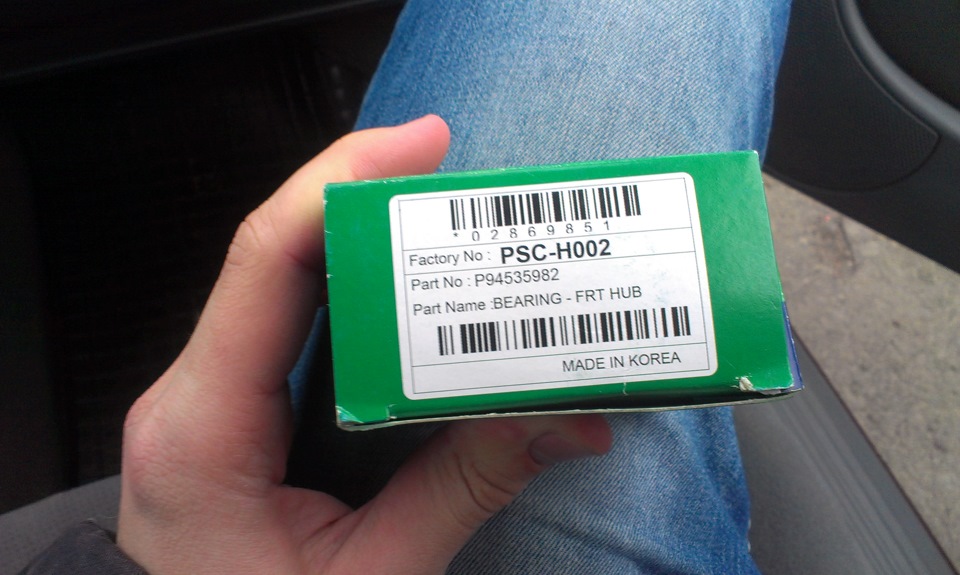 *02869851
Factory No : PSC-H002
Part No : P94535982
Part Name :BEARING - FRT HUB
MADE IN KOREA